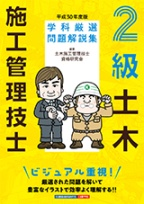 平成30年度版
学科厳選
問題解説集
土木施工管理技士
資格研究会
2級土木
施工管理技士
ビジュアル重視!
厳選された問題を解いて
豊富なイラストで効率よく理解する!!